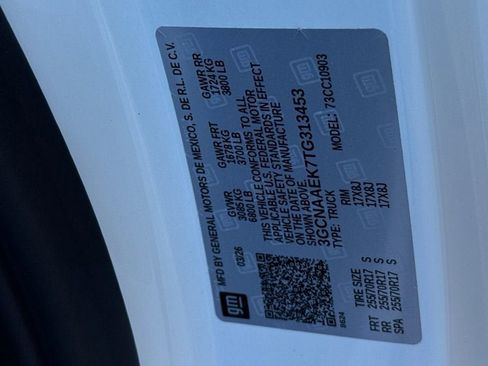 MFD BY GENERAL MOTORS DE MEXICO, S. DE R.L. DE C.V.
03/26 GVWR GAWR FRT GAWR RR
3085 KG 1678 KG 1724 KG
6800 LB 3700 LB 3800 LB
THIS VEHICLE CONFORMS TO ALL
APPLICABLE U.S. FEDERAL MOTOR
VEHICLE SAFETY STANDARDS IN EFFECT
ON THE DATE OF MANUFACTURE
SHOWN ABOVE.
3GCNAAEK7TG313453
TYPE: TRUCK MODEL: 73CC10903
gm
8624
TIRE SIZE RIM
FRT 255/70R17 S 17X8J
RR 255/70R17 S 17X8J
SPA 255/70R17 S 17X8J